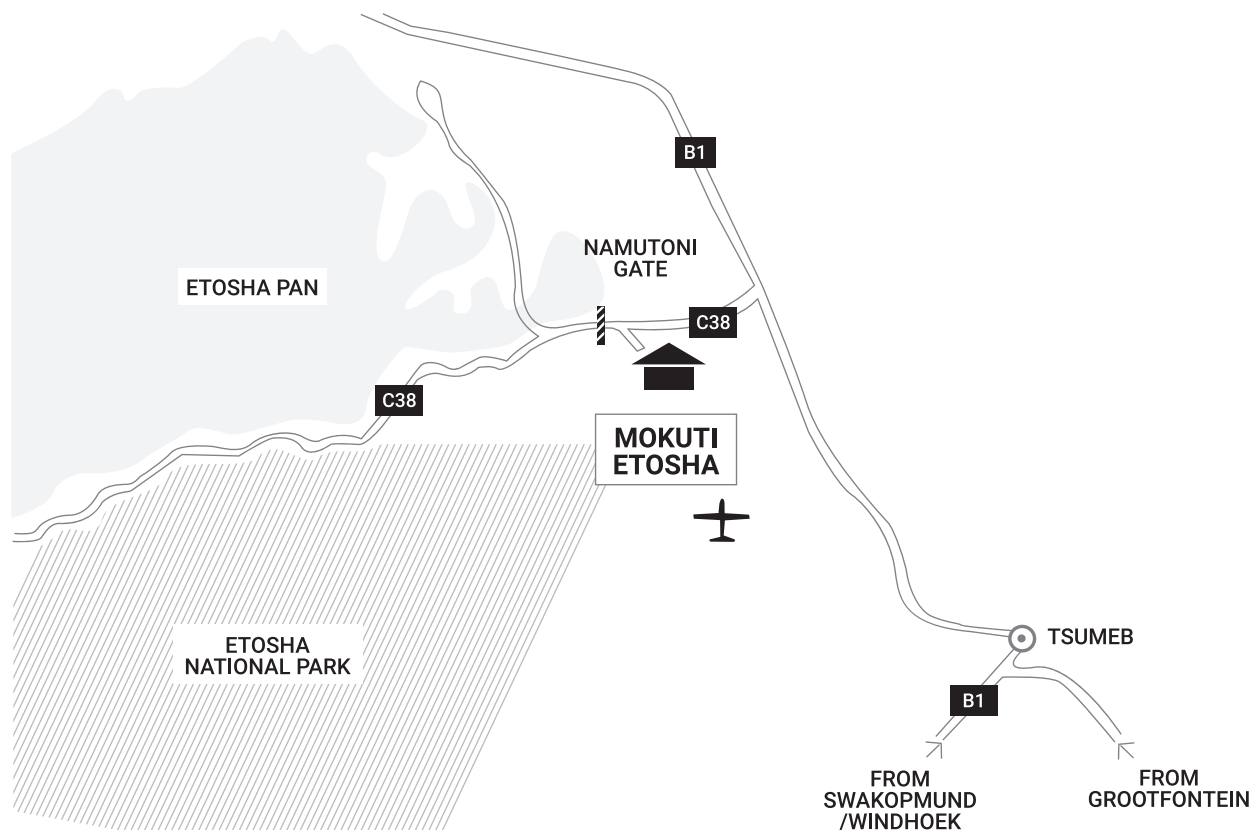 B1
NAMUTONI
GATE
ETOSHA PAN
C38
C38
MOKUTI
ETOSHA
ETOSHA
NATIONAL PARK
TSUMEB
B1
FROM
SWAKOPMUND
/WINDHOEK
FROM
GROOTFONTEIN